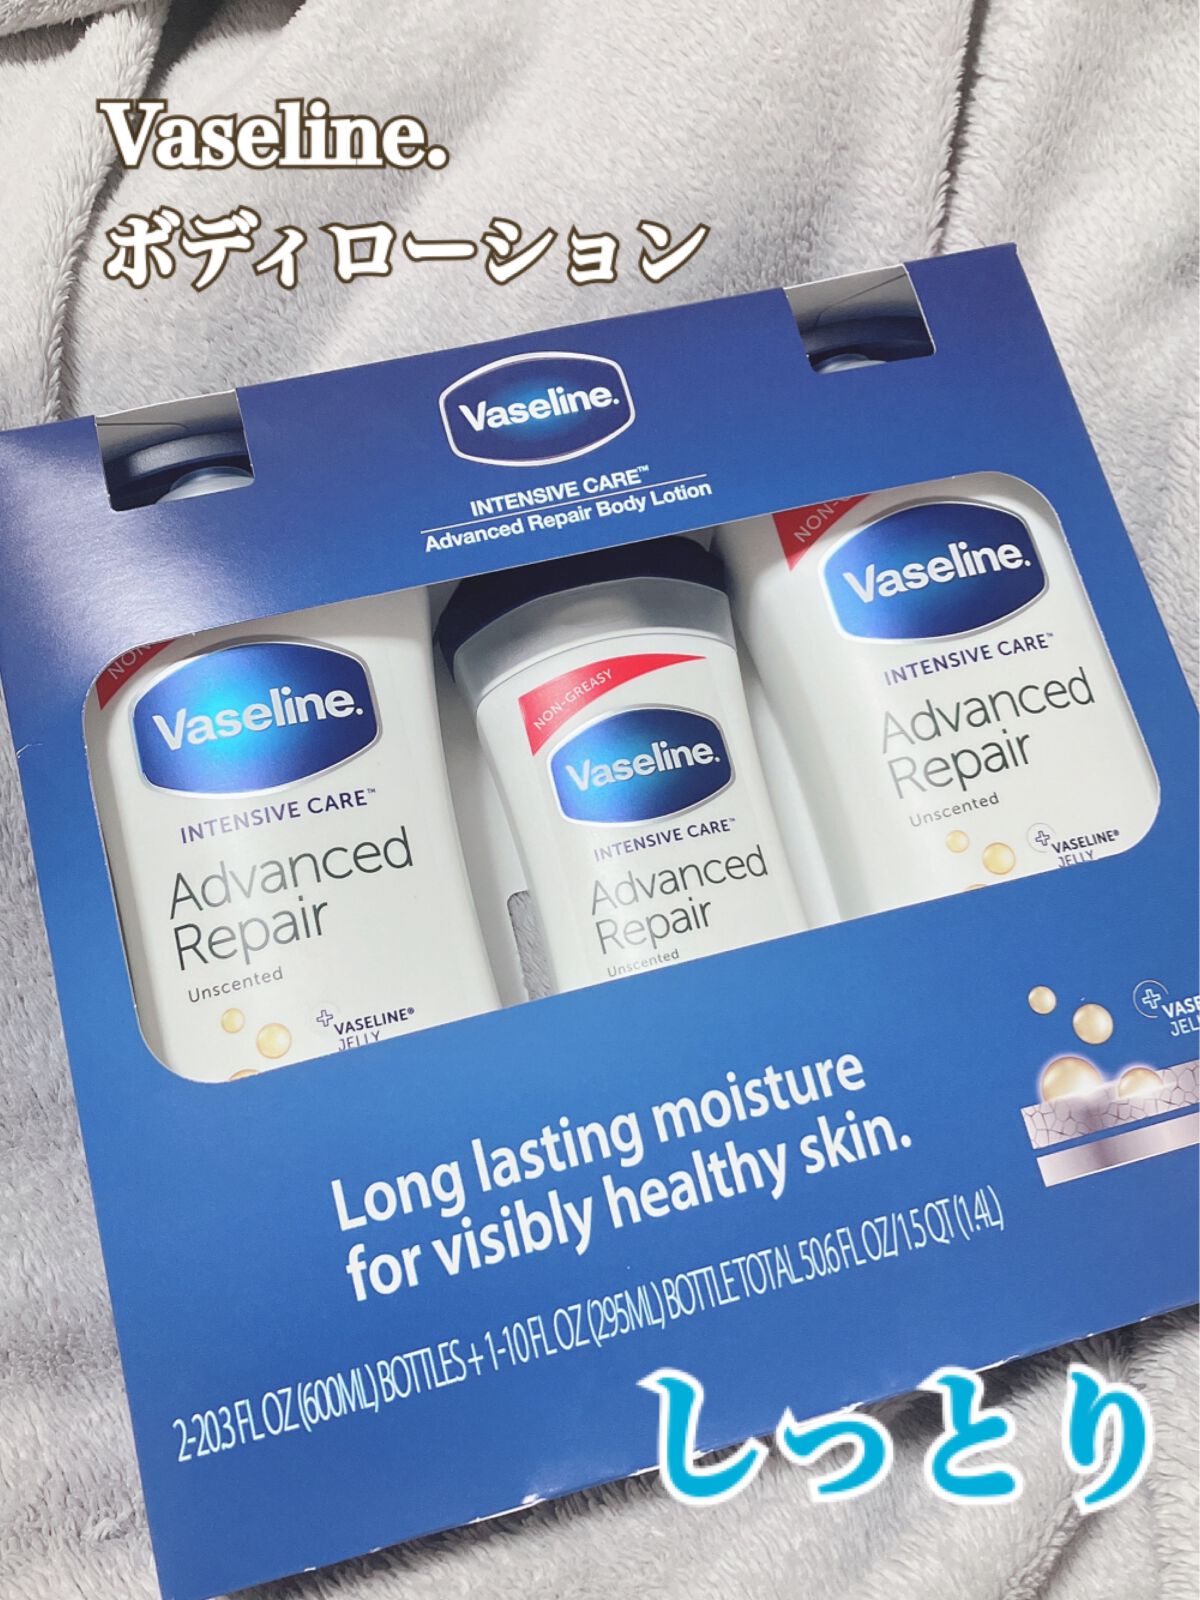 Vaseline.
ボディローション
Vaseline.
INTENSIVE CARE™
Advanced Repair Body Lotion
NON
Vaseline.
INTENSIVE CARE™
Advanced
Repair
Unscented
VASELINE®
JELLY
NON-GREASY
Vaseline.
INTENSIVE CARE™
Advanced
Repair
Unscented
NON-G
Vaseline.
INTENSIVE CARE™
Advanced
Repair
Unscented
VASELINE®
JELLY
Long lasting moisture
for visibly healthy skin.
2-20.3 FL OZ (600ML) BOTTLES + 1-10 FL OZ (295ML) BOTTLE TOTAL 50.6 FL OZ/1.5 QT (1.4L)
しっとり